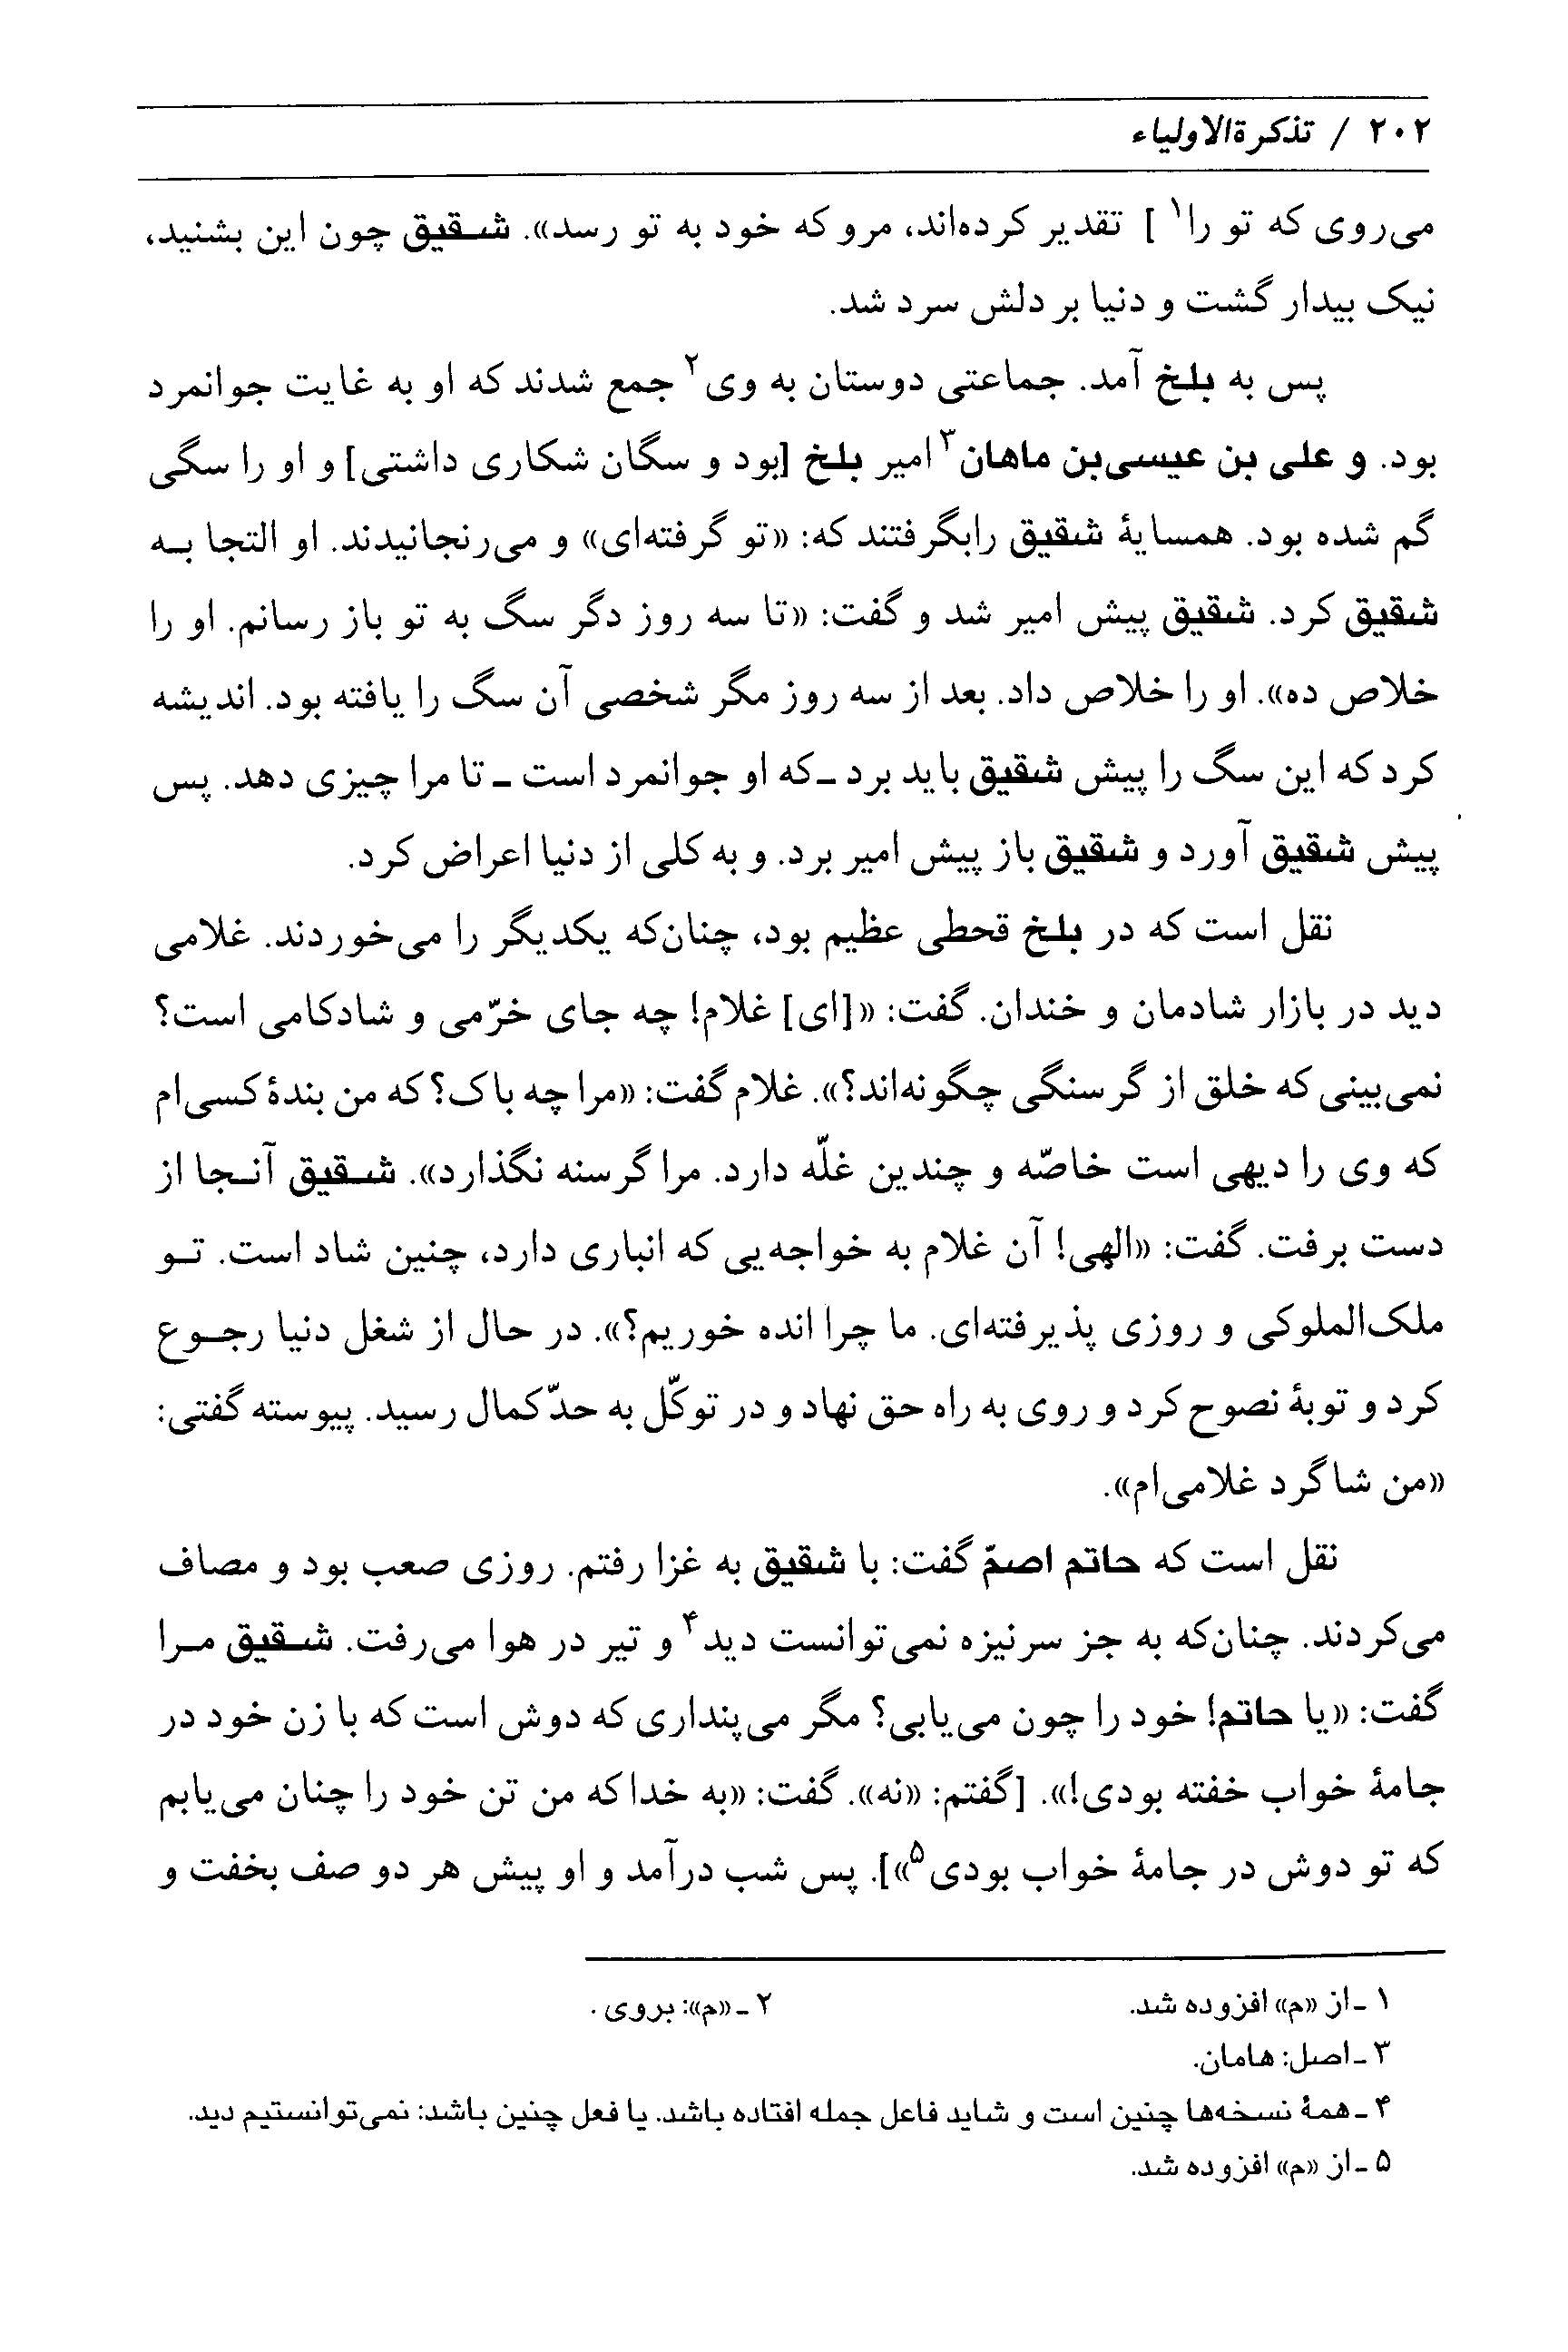 ۲۰۲ / تذکرةالاولیاء
می‌روی که تو را۱ ] تقدیر کرده‌اند، مرو که خود به تو رسد». شقیق چون این بشنید،
نیک بیدار گشت و دنیا بر دلش سرد شد.
پس به بلخ آمد. جماعتی دوستان به وی۲ جمع شدند که او به غایت جوانمرد
بود. و علی بن عیسی‌بن ماهان۳ امیر بلخ [بود و سگان شکاری داشتی] و او را سگی
گم شده بود. همسایهٔ شقیق رابگرفتند که: «تو گرفته‌ای» و می‌رنجانیدند. او التجا به
شقیق کرد. شقیق پیش امیر شد و گفت: «تا سه روز دگر سگ به تو باز رسانم. او را
خلاص ده». او را خلاص داد. بعد از سه روز مگر شخصی آن سگ را یافته بود. اندیشه
کرد که این سگ را پیش شقیق باید برد ـ‌که او جوانمرد است ـ تا مرا چیزی دهد. پس
پیش شقیق آورد و شقیق باز پیش امیر برد. و به کلی از دنیا اعراض کرد.
نقل است که در بلخ قحطی عظیم بود، چنان‌که یکدیگر را می‌خوردند. غلامی
دید در بازار شادمان و خندان. گفت: «[ای] غلام! چه جای خرّمی و شادکامی است؟
نمی‌بینی که خلق از گرسنگی چگونه‌اند؟». غلام گفت: «مرا چه باک؟ که من بندهٔ کسی‌ام
که وی را دیهی است خاصّه و چندین غلّه دارد. مرا گرسنه نگذارد». شقیق آنجا از
دست برفت. گفت: «الهی! آن غلام به خواجه‌یی که انباری دارد، چنین شاد است. تو
ملک‌الملوکی و روزی پذیرفته‌ای. ما چرا انده خوریم؟». در حال از شغل دنیا رجوع
کرد و توبهٔ نصوح کرد و روی به راه حق نهاد و در توکّل به حدّ کمال رسید. پیوسته گفتی:
«من شاگرد غلامی‌ام».
نقل است که حاتم اصمّ گفت: با شقیق به غزا رفتم. روزی صعب بود و مصاف
می‌کردند. چنان‌که به جز سرنیزه نمی‌توانست دید۴ و تیر در هوا می‌رفت. شقیق مرا
گفت: «یا حاتم! خود را چون می‌یابی؟ مگر می‌پنداری که دوش است که با زن خود در
جامهٔ خواب خفته بودی!». [گفتم: «نه». گفت: «به خدا که من تن خود را چنان می‌یابم
که تو دوش در جامهٔ خواب بودی۵»]. پس شب درآمد و او پیش هر دو صف بخفت و
۱ ـ از «م» افزوده شد. ۲ ـ «م»: بروی .
۳ ـ اصل: هامان.
۴ ـ همهٔ نسخه‌ها چنین است و شاید فاعل جمله افتاده باشد. یا فعل چنین باشد: نمی‌توانستیم دید.
۵ ـ از «م» افزوده شد.